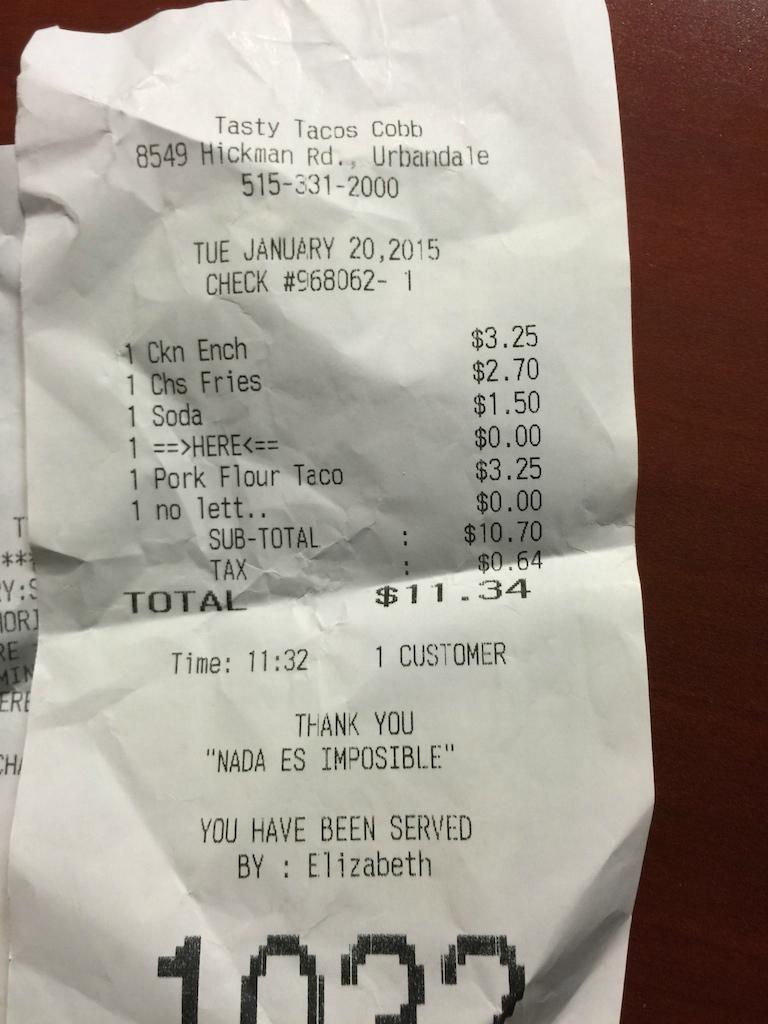 Tasty Tacos Cobb
8549 Hickman Rd., Urbandale
515-331-2000
TUE JANUARY 20,2015
CHECK #968062- 1
1 Ckn Ench $3.25
1 Chs Fries $2.70
1 Soda $1.50
1 ==>HERE<== $0.00
1 Pork Flour Taco $3.25
1 no lett.. $0.00
SUB-TOTAL : $10.70
TAX : $0.64
TOTAL $11.34
Time: 11:32 1 CUSTOMER
THANK YOU
"NADA ES IMPOSIBLE"
YOU HAVE BEEN SERVED
BY : Elizabeth